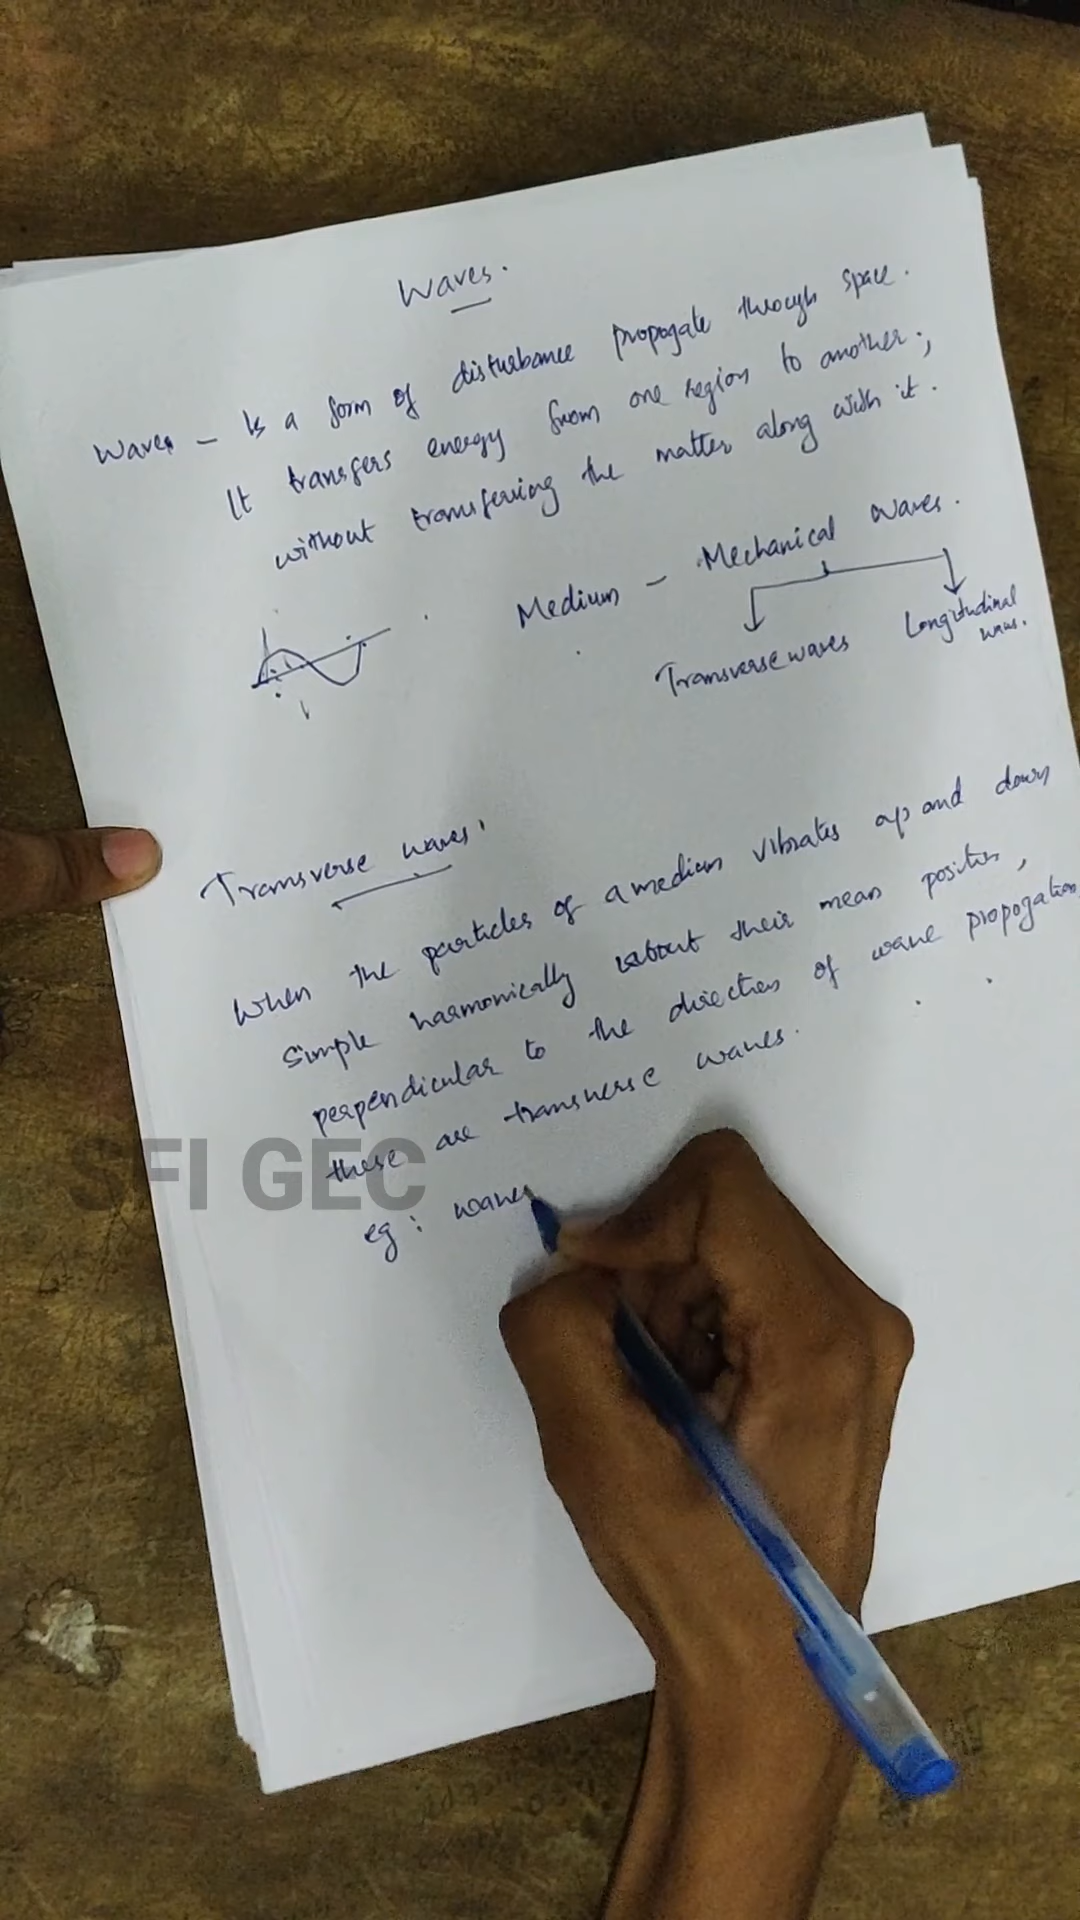 Waves.
Waves - Is a form of disturbance propogate through space.
It transfers energy from one region to another;
without transferring the matter along with it.
Medium - Mechanical waves.
Transverse waves
Longitudinal
waves.
Transverse waves.
When the particles of a medium vibrates up and down
simple harmonically about their mean position,
perpendicular to the direction of wave propogation,
these are transverse waves.
eg: waves
SFI GEC